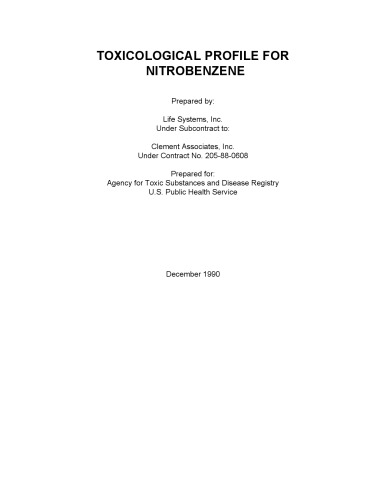 TOXICOLOGICAL PROFILE FOR
NITROBENZENE
Prepared by:
Life Systems, Inc.
Under Subcontract to:
Clement Associates, Inc.
Under Contract No. 205-88-0608
Prepared for:
Agency for Toxic Substances and Disease Registry
U.S. Public Health Service
December 1990